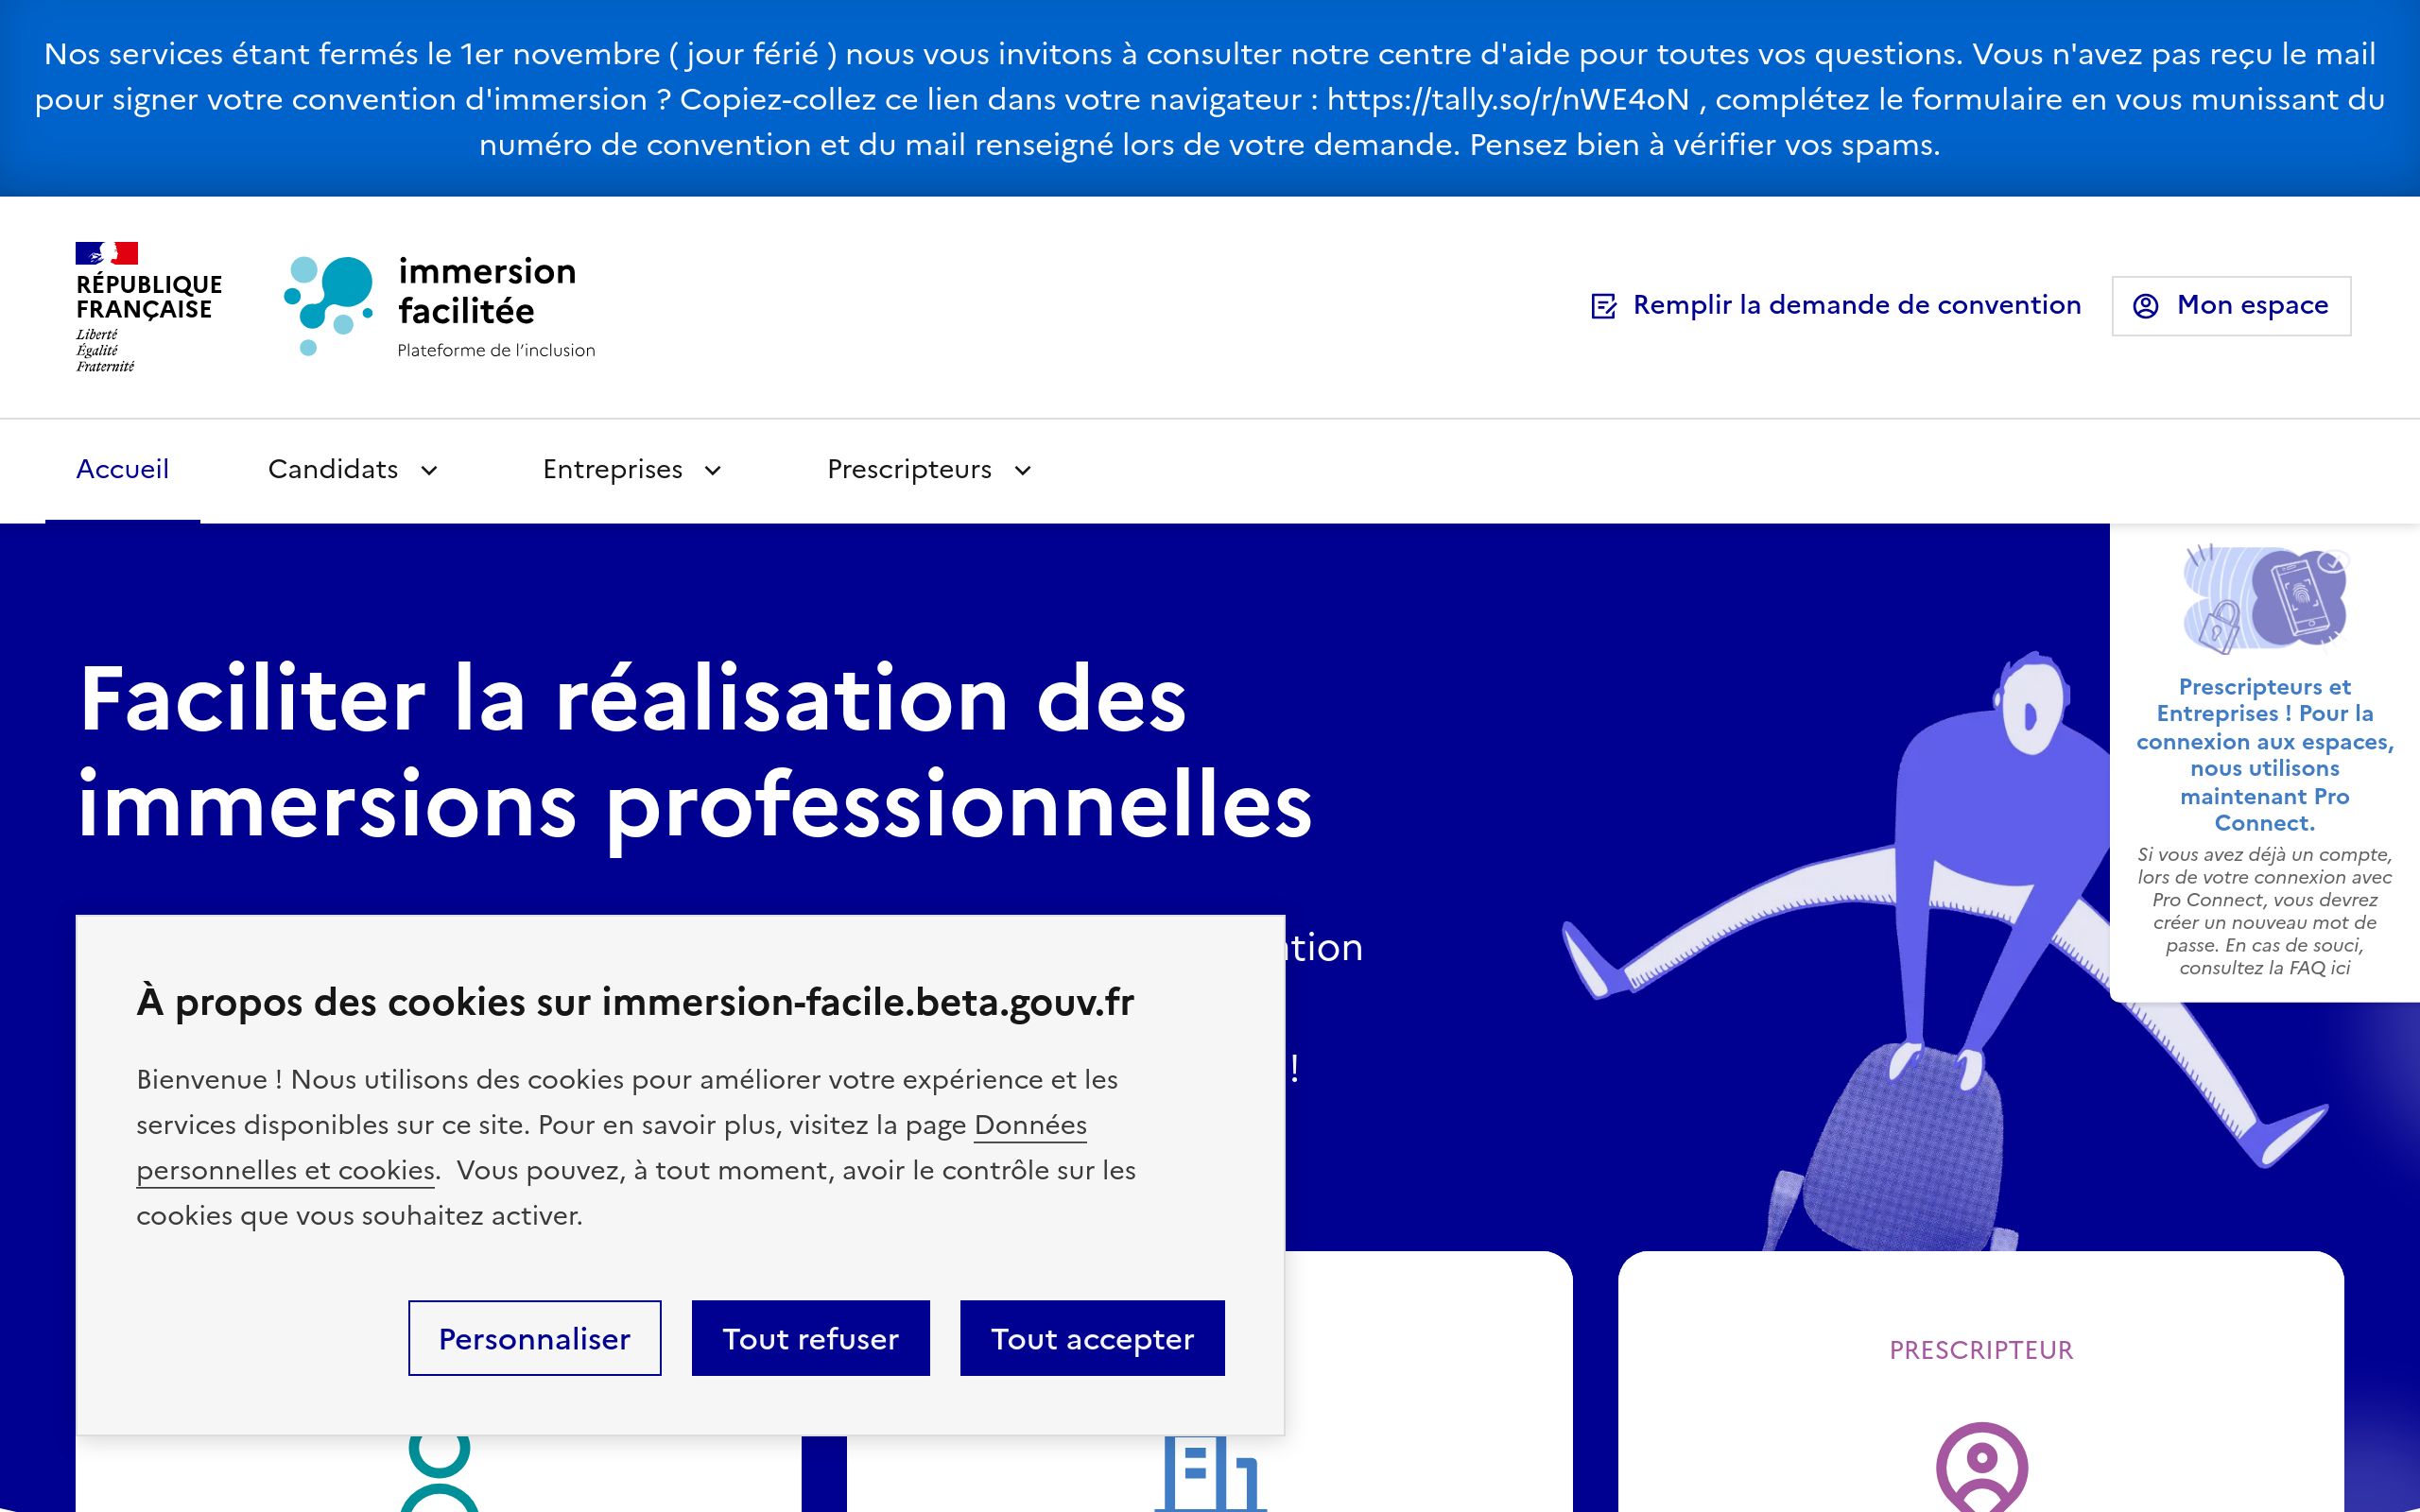 Nos services étant fermés le 1er novembre ( jour férié ) nous vous invitons à consulter notre centre d'aide pour toutes vos questions. Vous n'avez pas reçu le mail
pour signer votre convention d'immersion ? Copiez-collez ce lien dans votre navigateur : https://tally.so/r/nWE4oN , complétez le formulaire en vous munissant du
numéro de convention et du mail renseigné lors de votre demande. Pensez bien à vérifier vos spams.
RÉPUBLIQUE
FRANÇAISE
Liberté
Égalité
Fraternité
immersion
facilitée
Plateforme de l'inclusion
Remplir la demande de convention
Mon espace
Accueil
Candidats
Entreprises
Prescripteurs
Faciliter la réalisation des
immersions professionnelles
Prescripteurs et
Entreprises ! Pour la
connexion aux espaces,
nous utilisons
maintenant Pro
Connect.
Si vous avez déjà un compte,
lors de votre connexion avec
Pro Connect, vous devrez
créer un nouveau mot de
passe. En cas de souci,
consultez la FAQ ici
À propos des cookies sur immersion-facile.beta.gouv.fr
Bienvenue ! Nous utilisons des cookies pour améliorer votre expérience et les
services disponibles sur ce site. Pour en savoir plus, visitez la page Données
personnelles et cookies.  Vous pouvez, à tout moment, avoir le contrôle sur les
cookies que vous souhaitez activer.
Personnaliser
Tout refuser
Tout accepter
!
PRESCRIPTEUR